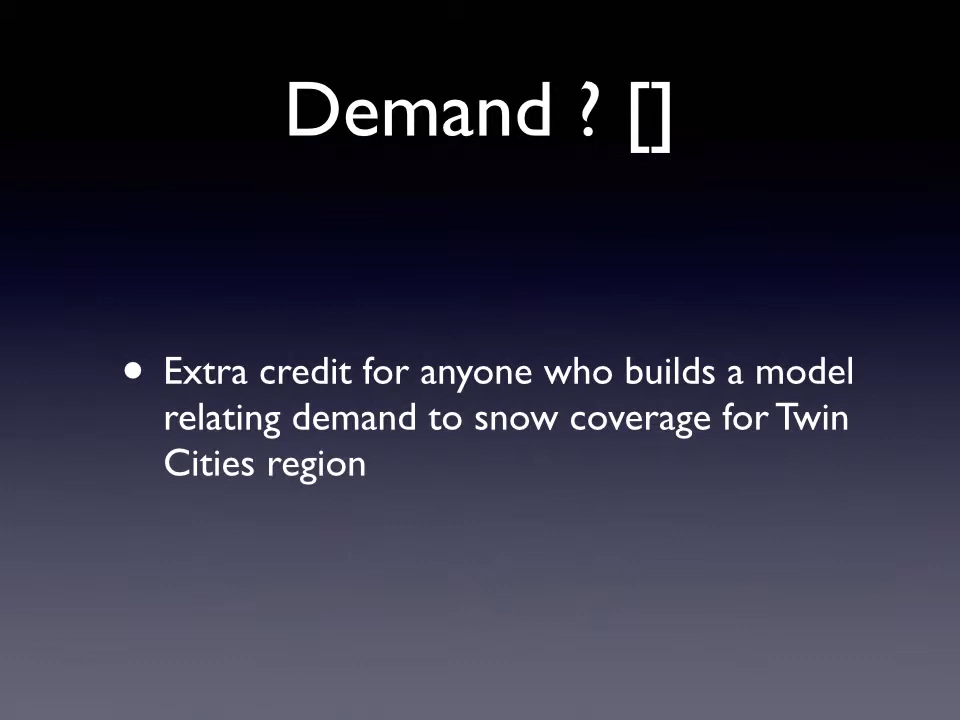 Demand ? []
• Extra credit for anyone who builds a model
relating demand to snow coverage for Twin
Cities region